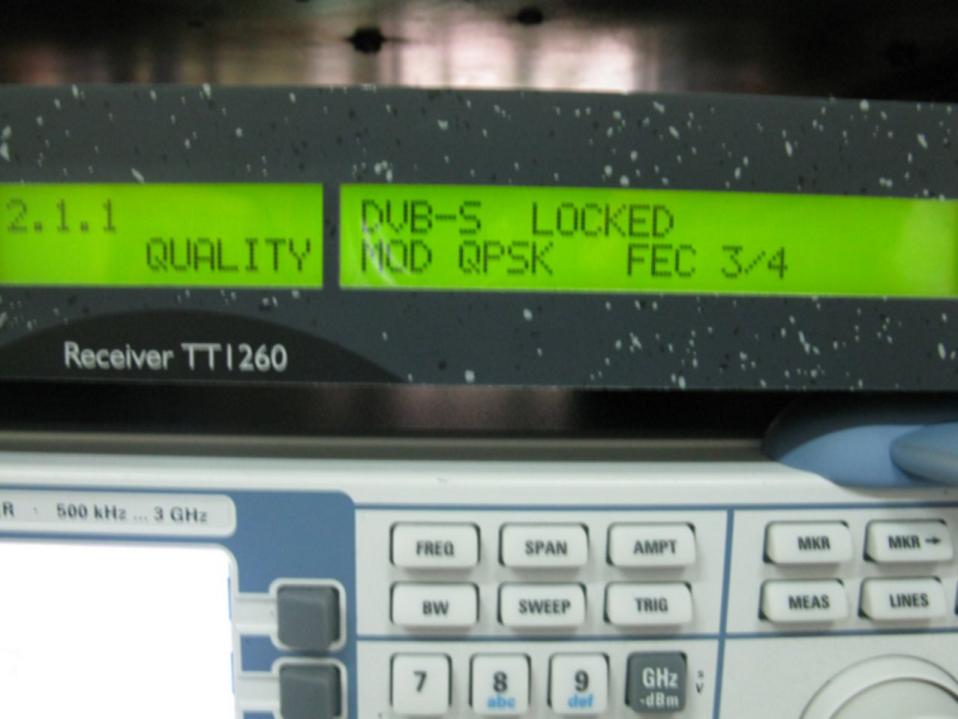 2.1.1
QUALITY
DVB-S LOCKED
MOD QPSK FEC 3/4
Receiver TT1260
R · 500 kHz ... 3 GHz
FREQ SPAN AMPT
MKR MKR →
BW SWEEP TRIG
MEAS LINES
7 8 9 GHz
abc def -dBm